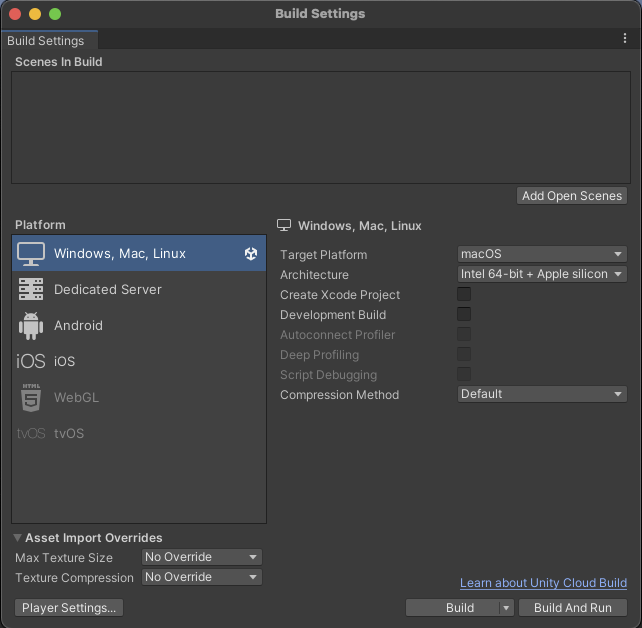 Build Settings
Build Settings
Scenes In Build
Add Open Scenes
Platform
Windows, Mac, Linux
Dedicated Server
Android
iOS iOS
HTML 5 WebGL
tvOS tvOS
Windows, Mac, Linux
Target Platform macOS
Architecture Intel 64-bit + Apple silicon
Create Xcode Project
Development Build
Autoconnect Profiler
Deep Profiling
Script Debugging
Compression Method Default
Asset Import Overrides
Max Texture Size No Override
Texture Compression No Override
Learn about Unity Cloud Build
Player Settings... Build Build And Run